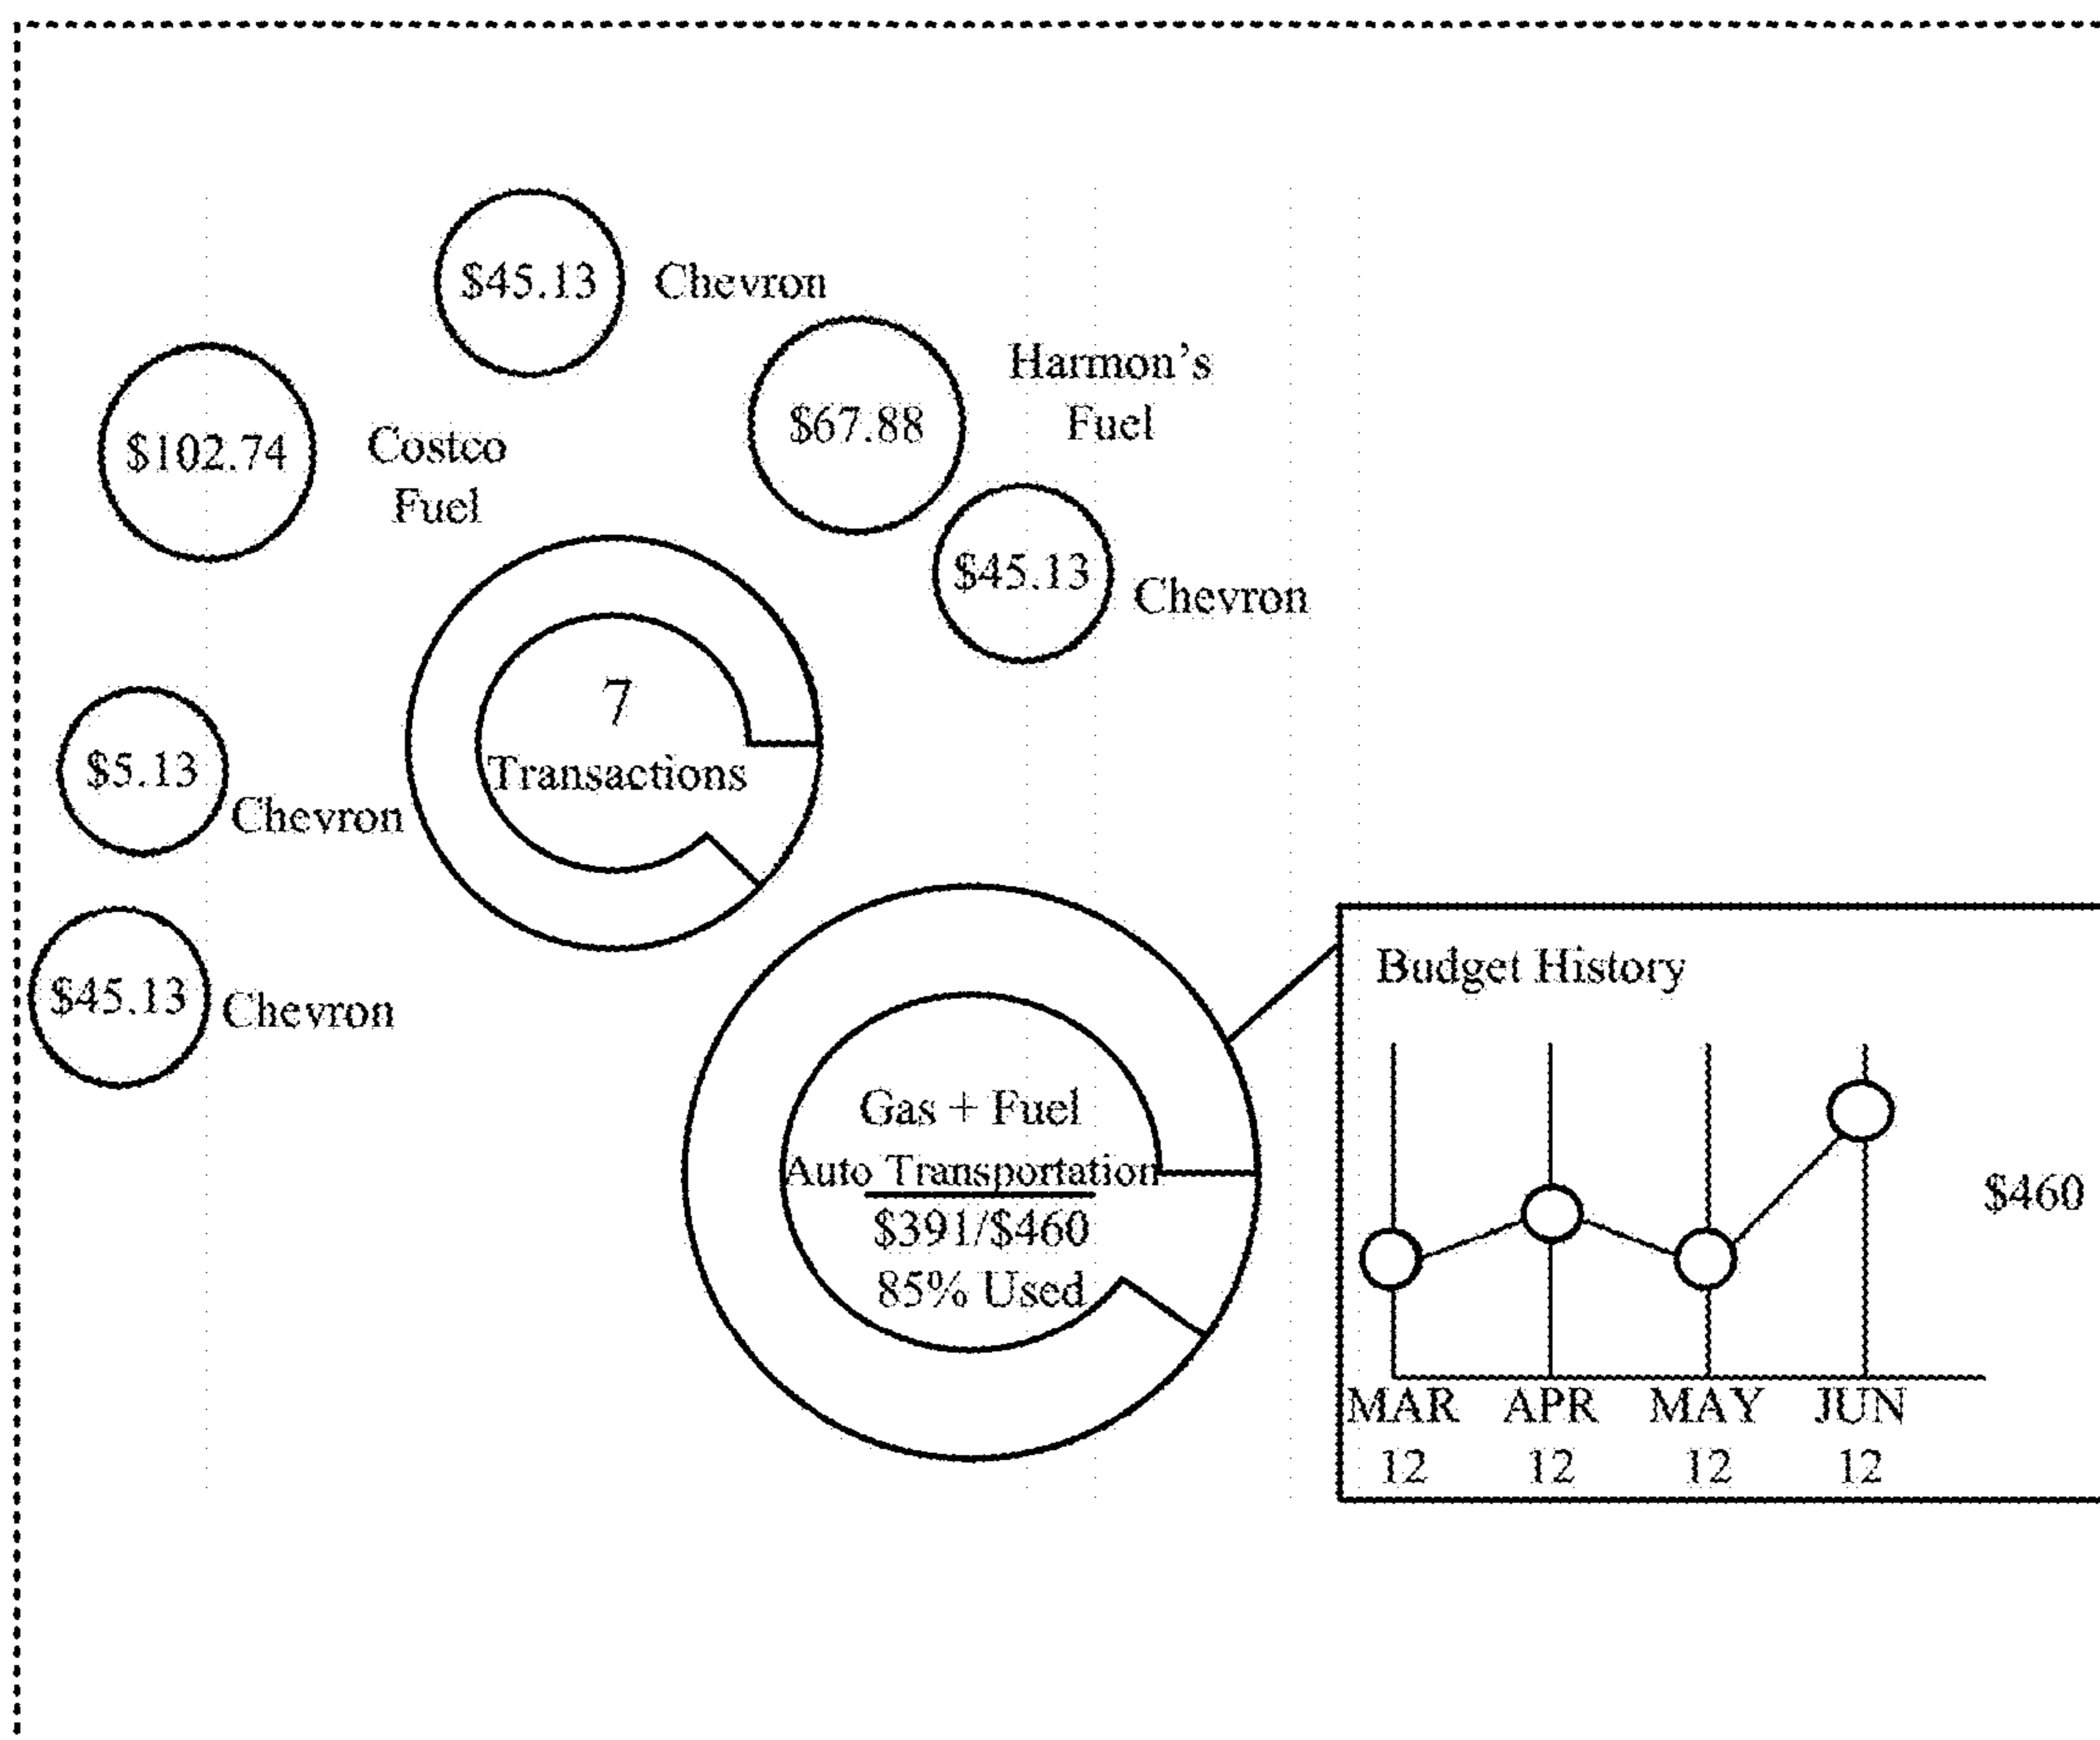 $45.13
Chevron
Harmon's
Fuel
$67.88
$102.74
Costco
Fuel
$45.13
Chevron
7
Transactions
$5.13
Chevron
$45.13
Chevron
Gas + Fuel
Auto Transportation
$391/$460
85% Used
Budget History
$460
MAR APR MAY JUN
12 12 12 12